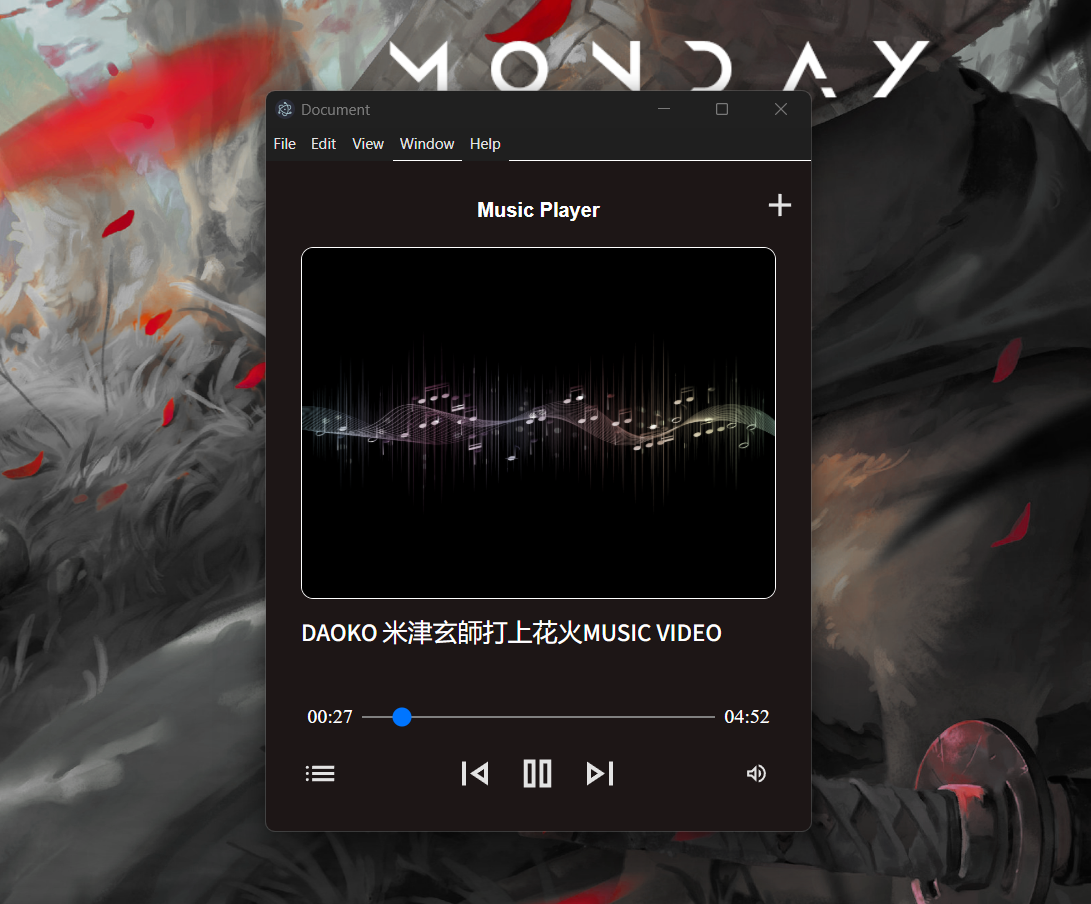 MONDAY
Document
File Edit View Window Help
Music Player
DAOKO 米津玄師打上花火MUSIC VIDEO
00:27 04:52